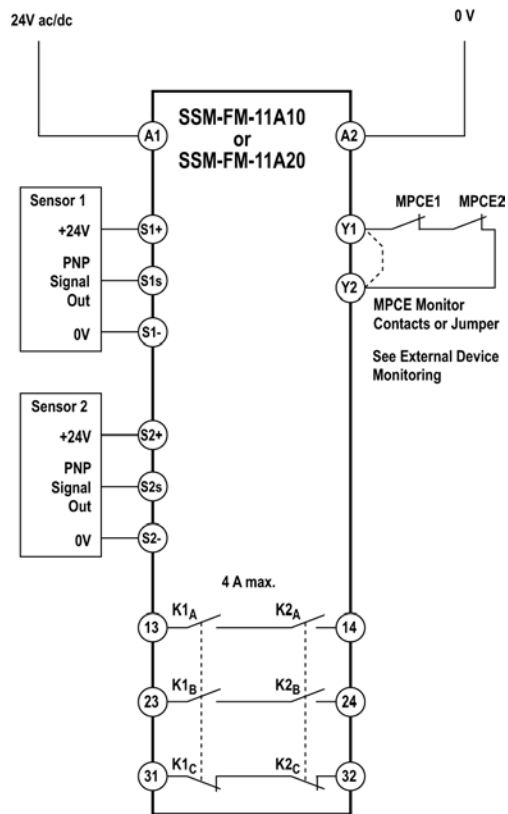 24V ac/dc
0 V
SSM-FM-11A10
or
SSM-FM-11A20
A1
A2
Sensor 1
+24V
PNP
Signal
Out
0V
S1+
S1s
S1-
MPCE1
MPCE2
Y1
Y2
MPCE Monitor
Contacts or Jumper
See External Device
Monitoring
Sensor 2
+24V
PNP
Signal
Out
0V
S2+
S2s
S2-
4 A max.
13
K1A
K2A
14
23
K1B
K2B
24
31
K1C
K2C
32